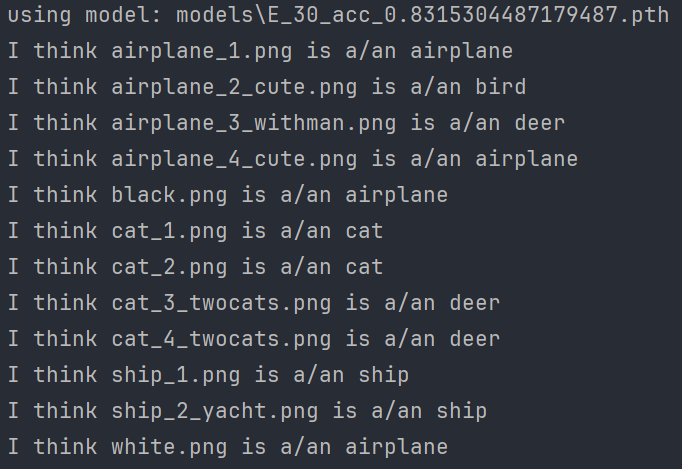 using model: models\E_30_acc_0.8315304487179487.pth
I think airplane_1.png is a/an airplane
I think airplane_2_cute.png is a/an bird
I think airplane_3_withman.png is a/an deer
I think airplane_4_cute.png is a/an airplane
I think black.png is a/an airplane
I think cat_1.png is a/an cat
I think cat_2.png is a/an cat
I think cat_3_twocats.png is a/an deer
I think cat_4_twocats.png is a/an deer
I think ship_1.png is a/an ship
I think ship_2_yacht.png is a/an ship
I think white.png is a/an airplane